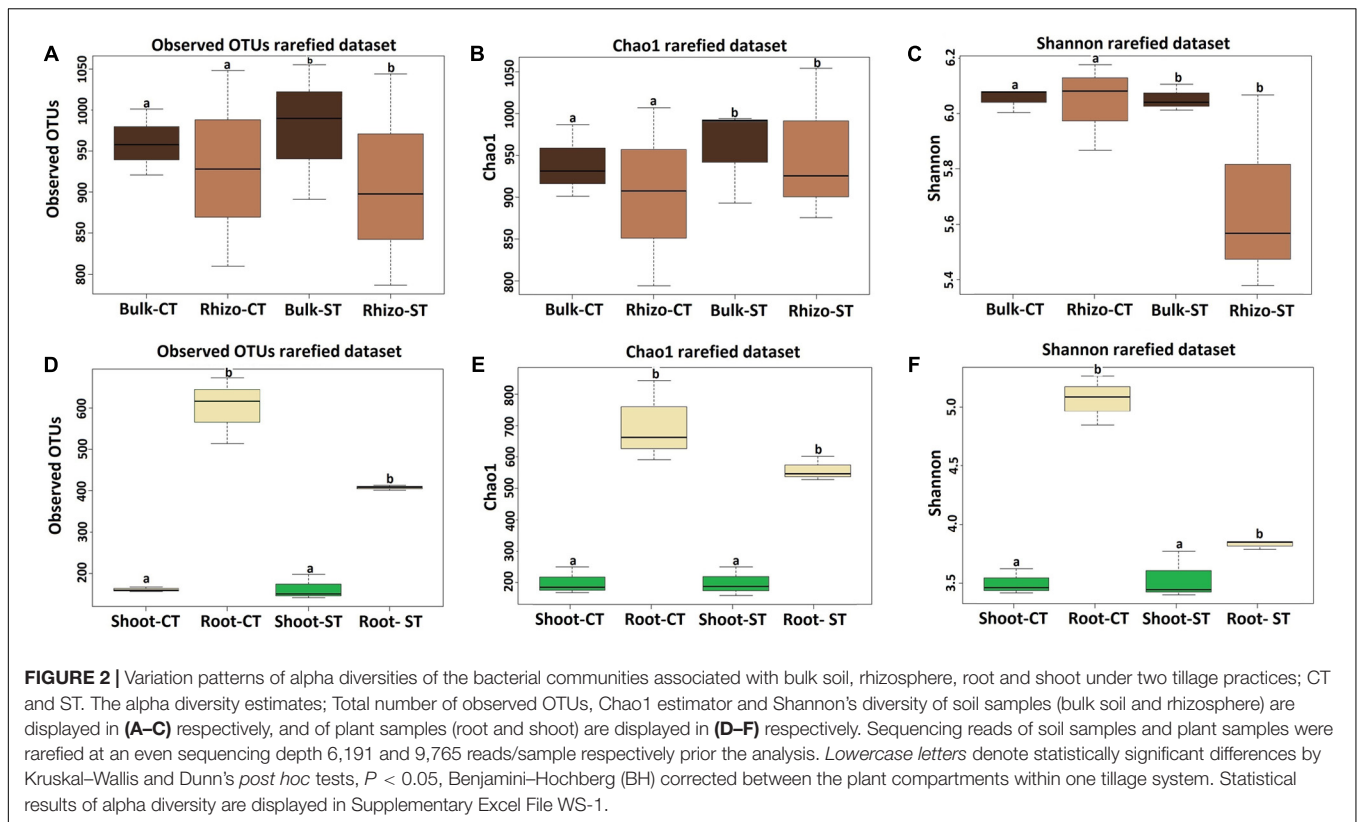 A
Observed OTUs rarefied dataset
Observed OTUs
1050
1000
950
900
850
800
a
a
b
b
Bulk-CT Rhizo-CT Bulk-ST Rhizo-ST
B
Chao1 rarefied dataset
Chao1
1050
1000
950
900
850
800
a
a
b
b
Bulk-CT Rhizo-CT Bulk-ST Rhizo-ST
C
Shannon rarefied dataset
Shannon
6.2
6.0
5.8
5.6
5.4
a
a
b
b
Bulk-CT Rhizo-CT Bulk-ST Rhizo-ST
D
Observed OTUs rarefied dataset
Observed OTUs
600
500
400
200
a
b
a
b
Shoot-CT Root-CT Shoot-ST Root- ST
E
Chao1 rarefied dataset
Chao1
800
700
600
500
400
300
200
a
b
a
b
Shoot-CT Root-CT Shoot-ST Root- ST
F
Shannon rarefied dataset
Shannon
5.0
4.5
4.0
3.5
a
b
a
b
Shoot-CT Root-CT Shoot-ST Root- ST
FIGURE 2 | Variation patterns of alpha diversities of the bacterial communities associated with bulk soil, rhizosphere, root and shoot under two tillage practices; CT
and ST. The alpha diversity estimates; Total number of observed OTUs, Chao1 estimator and Shannon's diversity of soil samples (bulk soil and rhizosphere) are
displayed in (A–C) respectively, and of plant samples (root and shoot) are displayed in (D–F) respectively. Sequencing reads of soil samples and plant samples were
rarefied at an even sequencing depth 6,191 and 9,765 reads/sample respectively prior the analysis. Lowercase letters denote statistically significant differences by
Kruskal–Wallis and Dunn's post hoc tests, P < 0.05, Benjamini–Hochberg (BH) corrected between the plant compartments within one tillage system. Statistical
results of alpha diversity are displayed in Supplementary Excel File WS-1.